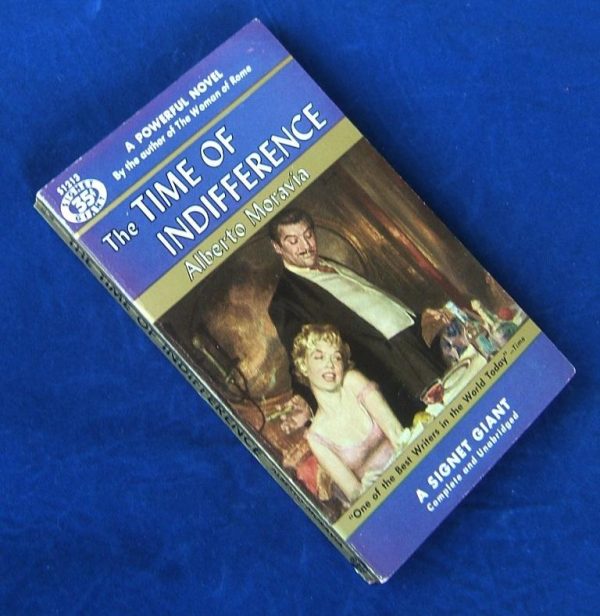 A POWERFUL NOVEL
By the author of The Woman of Rome
S1213
SIGNET
35¢
GIANT
The TIME OF
INDIFFERENCE
Alberto Moravia
"One of the Best Writers in the World Today"—Time
A SIGNET GIANT
Complete and Unabridged
THE TIME OF INDIFFERENCE